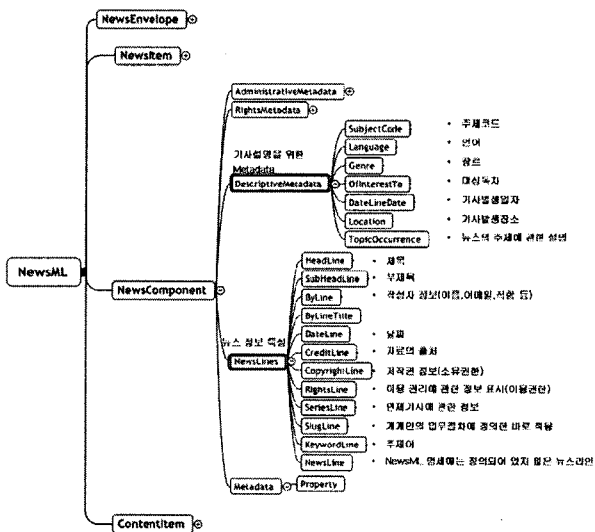 NewsEnvelope
NewsItem
AdministrativeMetadata
RightsMetadata
기사설명을 위한
Metadata
DescriptiveMetadata
SubjectCode
• 주제코드
Language
• 언어
Genre
• 장르
OfInterestTo
• 대상독자
DateLineDate
• 기사발생일자
Location
• 기사발생장소
TopicOccurrence
• 뉴스의 주제에 관한 설명
NewsML
NewsComponent
뉴스 정보 특성
NewsLines
HeadLine
• 제목
SubHeadLine
• 부제목
ByLine
• 작성자 정보(이름,이메일,직함 등)
ByLineTitle
DateLine
• 날짜
CreditLine
• 자료의 출처
CopyrightLine
• 저작권 정보(소유권한)
RightsLine
• 이용 권리에 관한 정보 표시(이용권한)
SeriesLine
• 연재기사에 관한 정보
SlugLine
• 개개만의 업무절차에 정의한 바로 적용
KeywordLine
• 주제어
NewsLine
• NewsML 명세에는 정의되어 있지 않은 뉴스라인
Metadata
Property
ContentItem